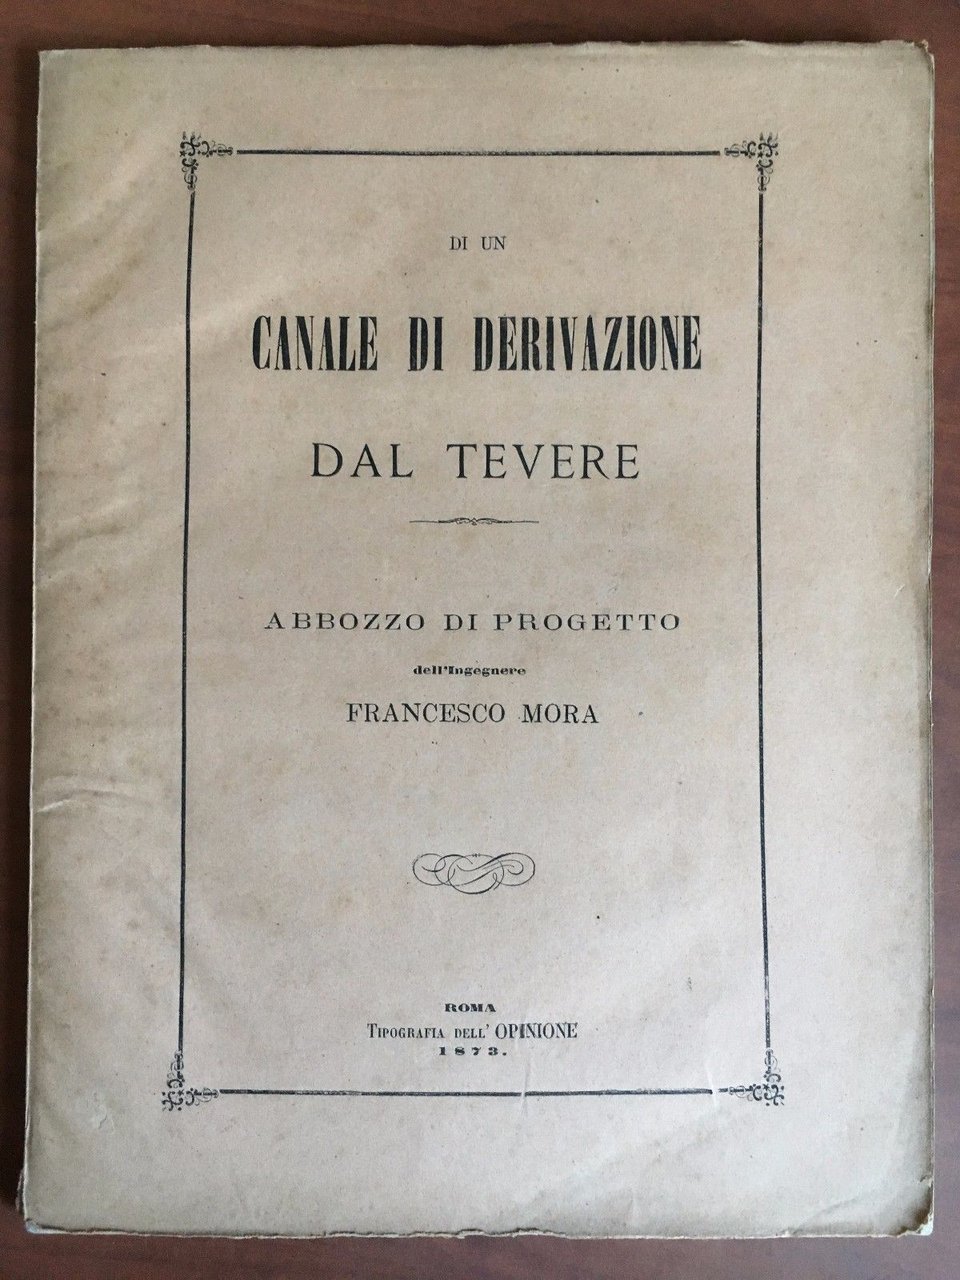 DI UN
CANALE DI DERIVAZIONE
DAL TEVERE
ABBOZZO DI PROGETTO
dell'Ingegnere
FRANCESCO MORA
ROMA
TIPOGRAFIA DELL' OPINIONE
1873.